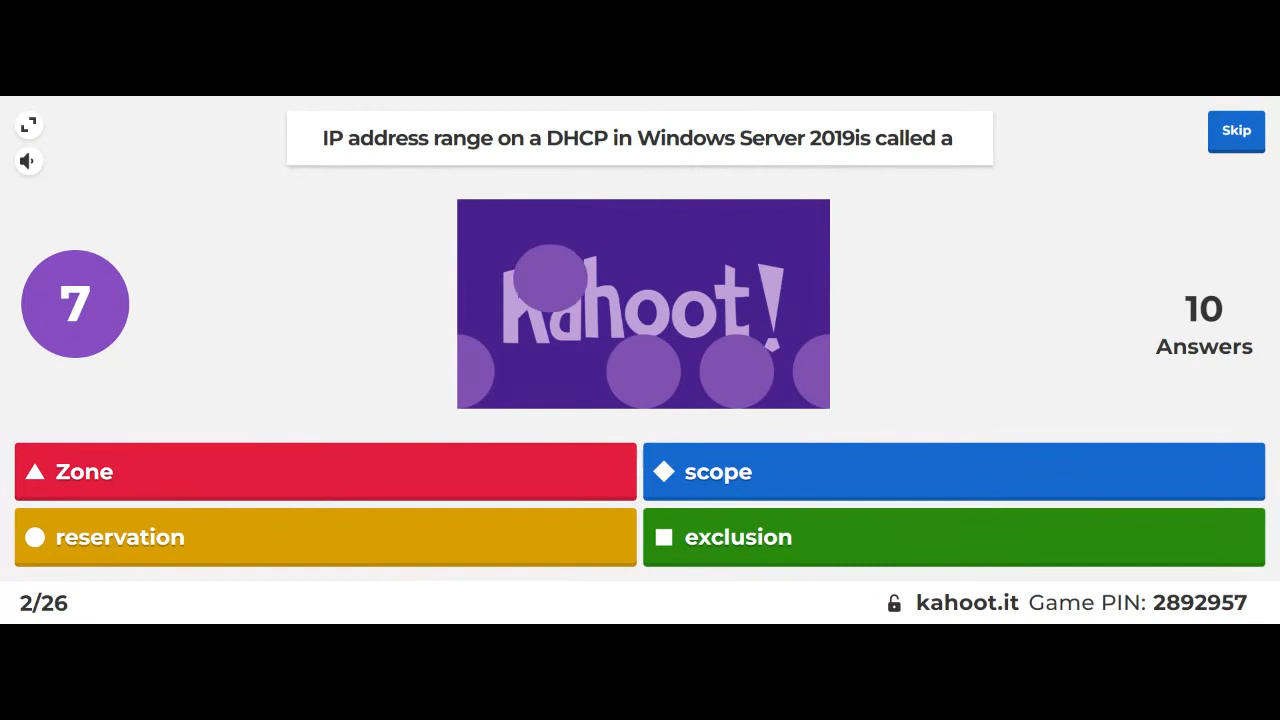 IP address range on a DHCP in Windows Server 2019is called a
Skip
7
Kahoot!
10
Answers
Zone
scope
reservation
exclusion
2/26
kahoot.it Game PIN: 2892957